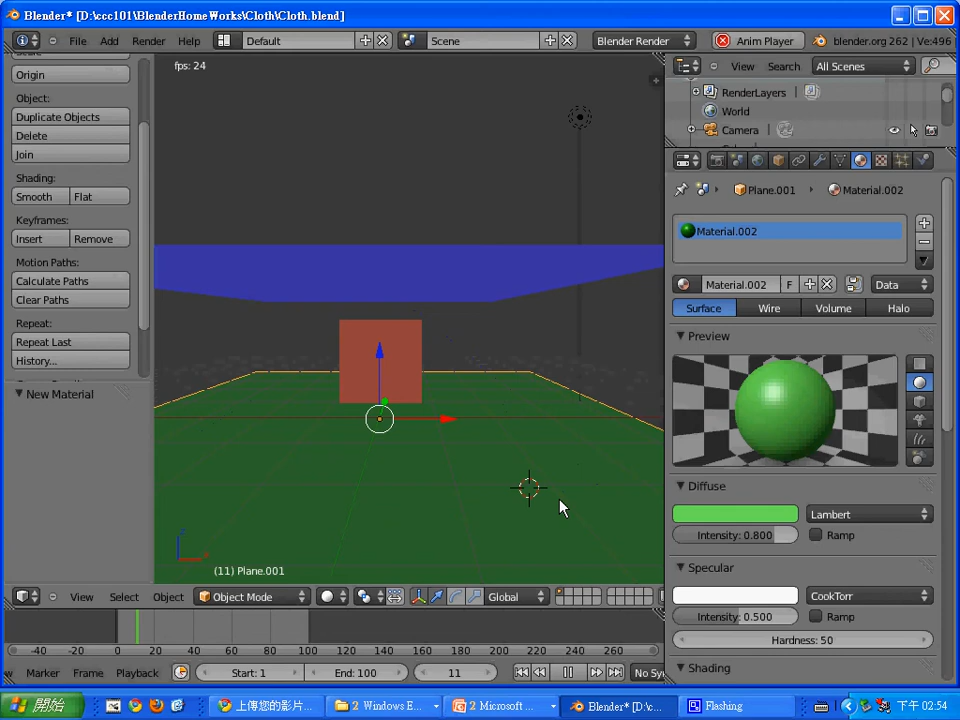 Blender* [D:\ccc101\BlenderHomeWorks\Cloth\Cloth.blend]
File Add Render Help Default Scene Blender Render Anim Player blender.org 262 | Ve:496
Origin
Object:
Duplicate Objects
Delete
Join
Shading:
Smooth Flat
Keyframes:
Insert Remove
Motion Paths:
Calculate Paths
Clear Paths
Repeat:
Repeat Last
History...
New Material
fps: 24
(11) Plane.001
View Select Object Object Mode Global
-40 -20 0 20 40 60 80 100 120 140 160 180 200 220 240 260
Marker Frame Playback Start: 1 End: 100 11 No Sy
View Search All Scenes
RenderLayers |
World
Camera |
Plane.001 Material.002
Material.002
Material.002 F Data
Surface Wire Volume Halo
Preview
Diffuse
Lambert
Intensity: 0.800 Ramp
Specular
CookTorr
Intensity: 0.500 Ramp
Hardness: 50
Shading
開始 上傳您的影片... 2 Windows E... 2 Microsoft ... Blender* [D:\c... Flashing 下午 02:54